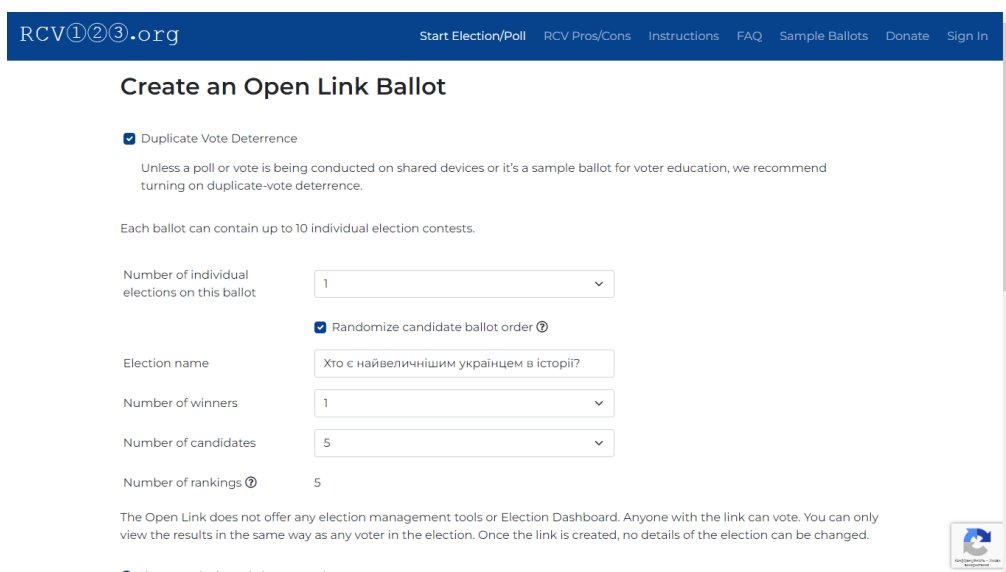 RCV①②③.org
Start Election/Poll RCV Pros/Cons Instructions FAQ Sample Ballots Donate Sign In
Create an Open Link Ballot
Duplicate Vote Deterrence
Unless a poll or vote is being conducted on shared devices or it's a sample ballot for voter education, we recommend
turning on duplicate-vote deterrence.
Each ballot can contain up to 10 individual election contests.
Number of individual
elections on this ballot
1
Randomize candidate ballot order
Election name
Хто є найвеличнішим українцем в історії?
Number of winners
1
Number of candidates
5
Number of rankings
5
The Open Link does not offer any election management tools or Election Dashboard. Anyone with the link can vote. You can only
view the results in the same way as any voter in the election. Once the link is created, no details of the election can be changed.